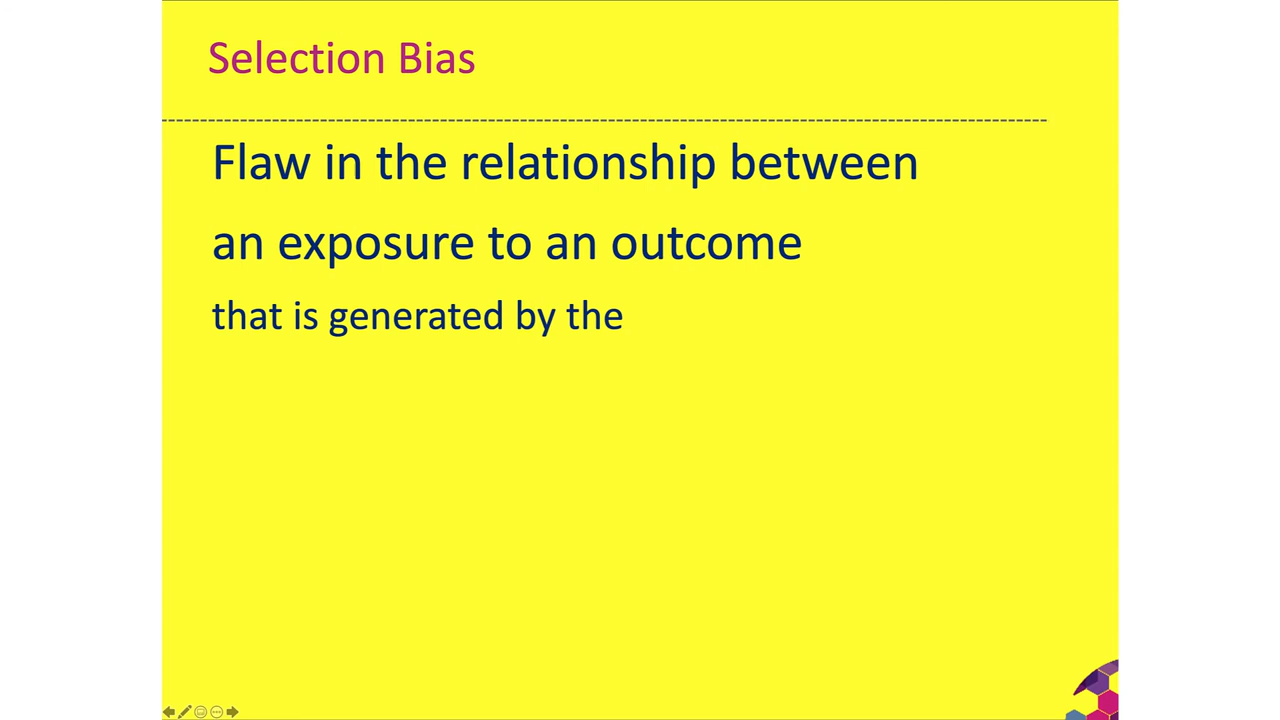 Selection Bias
Flaw in the relationship between
an exposure to an outcome
that is generated by the